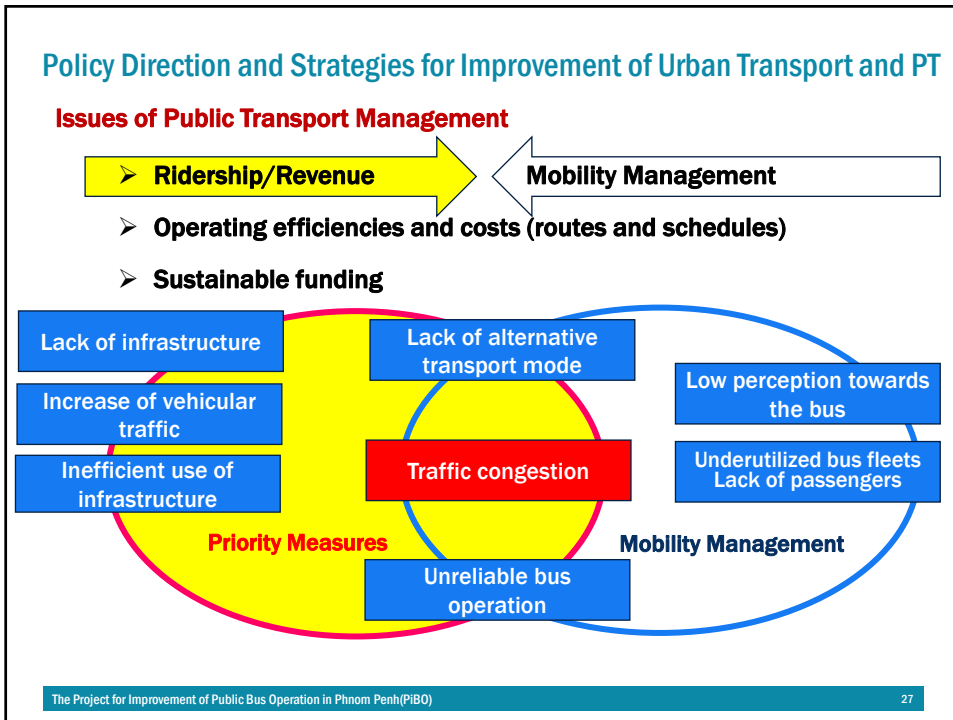 Policy Direction and Strategies for Improvement of Urban Transport and PT
Issues of Public Transport Management
➢ Ridership/Revenue
Mobility Management
➢ Operating efficiencies and costs (routes and schedules)
➢ Sustainable funding
Lack of infrastructure
Lack of alternative
transport mode
Low perception towards
the bus
Increase of vehicular
traffic
Traffic congestion
Underutilized bus fleets
Lack of passengers
Inefficient use of
infrastructure
Priority Measures
Mobility Management
Unreliable bus
operation
The Project for Improvement of Public Bus Operation in Phnom Penh(PiBO)
27